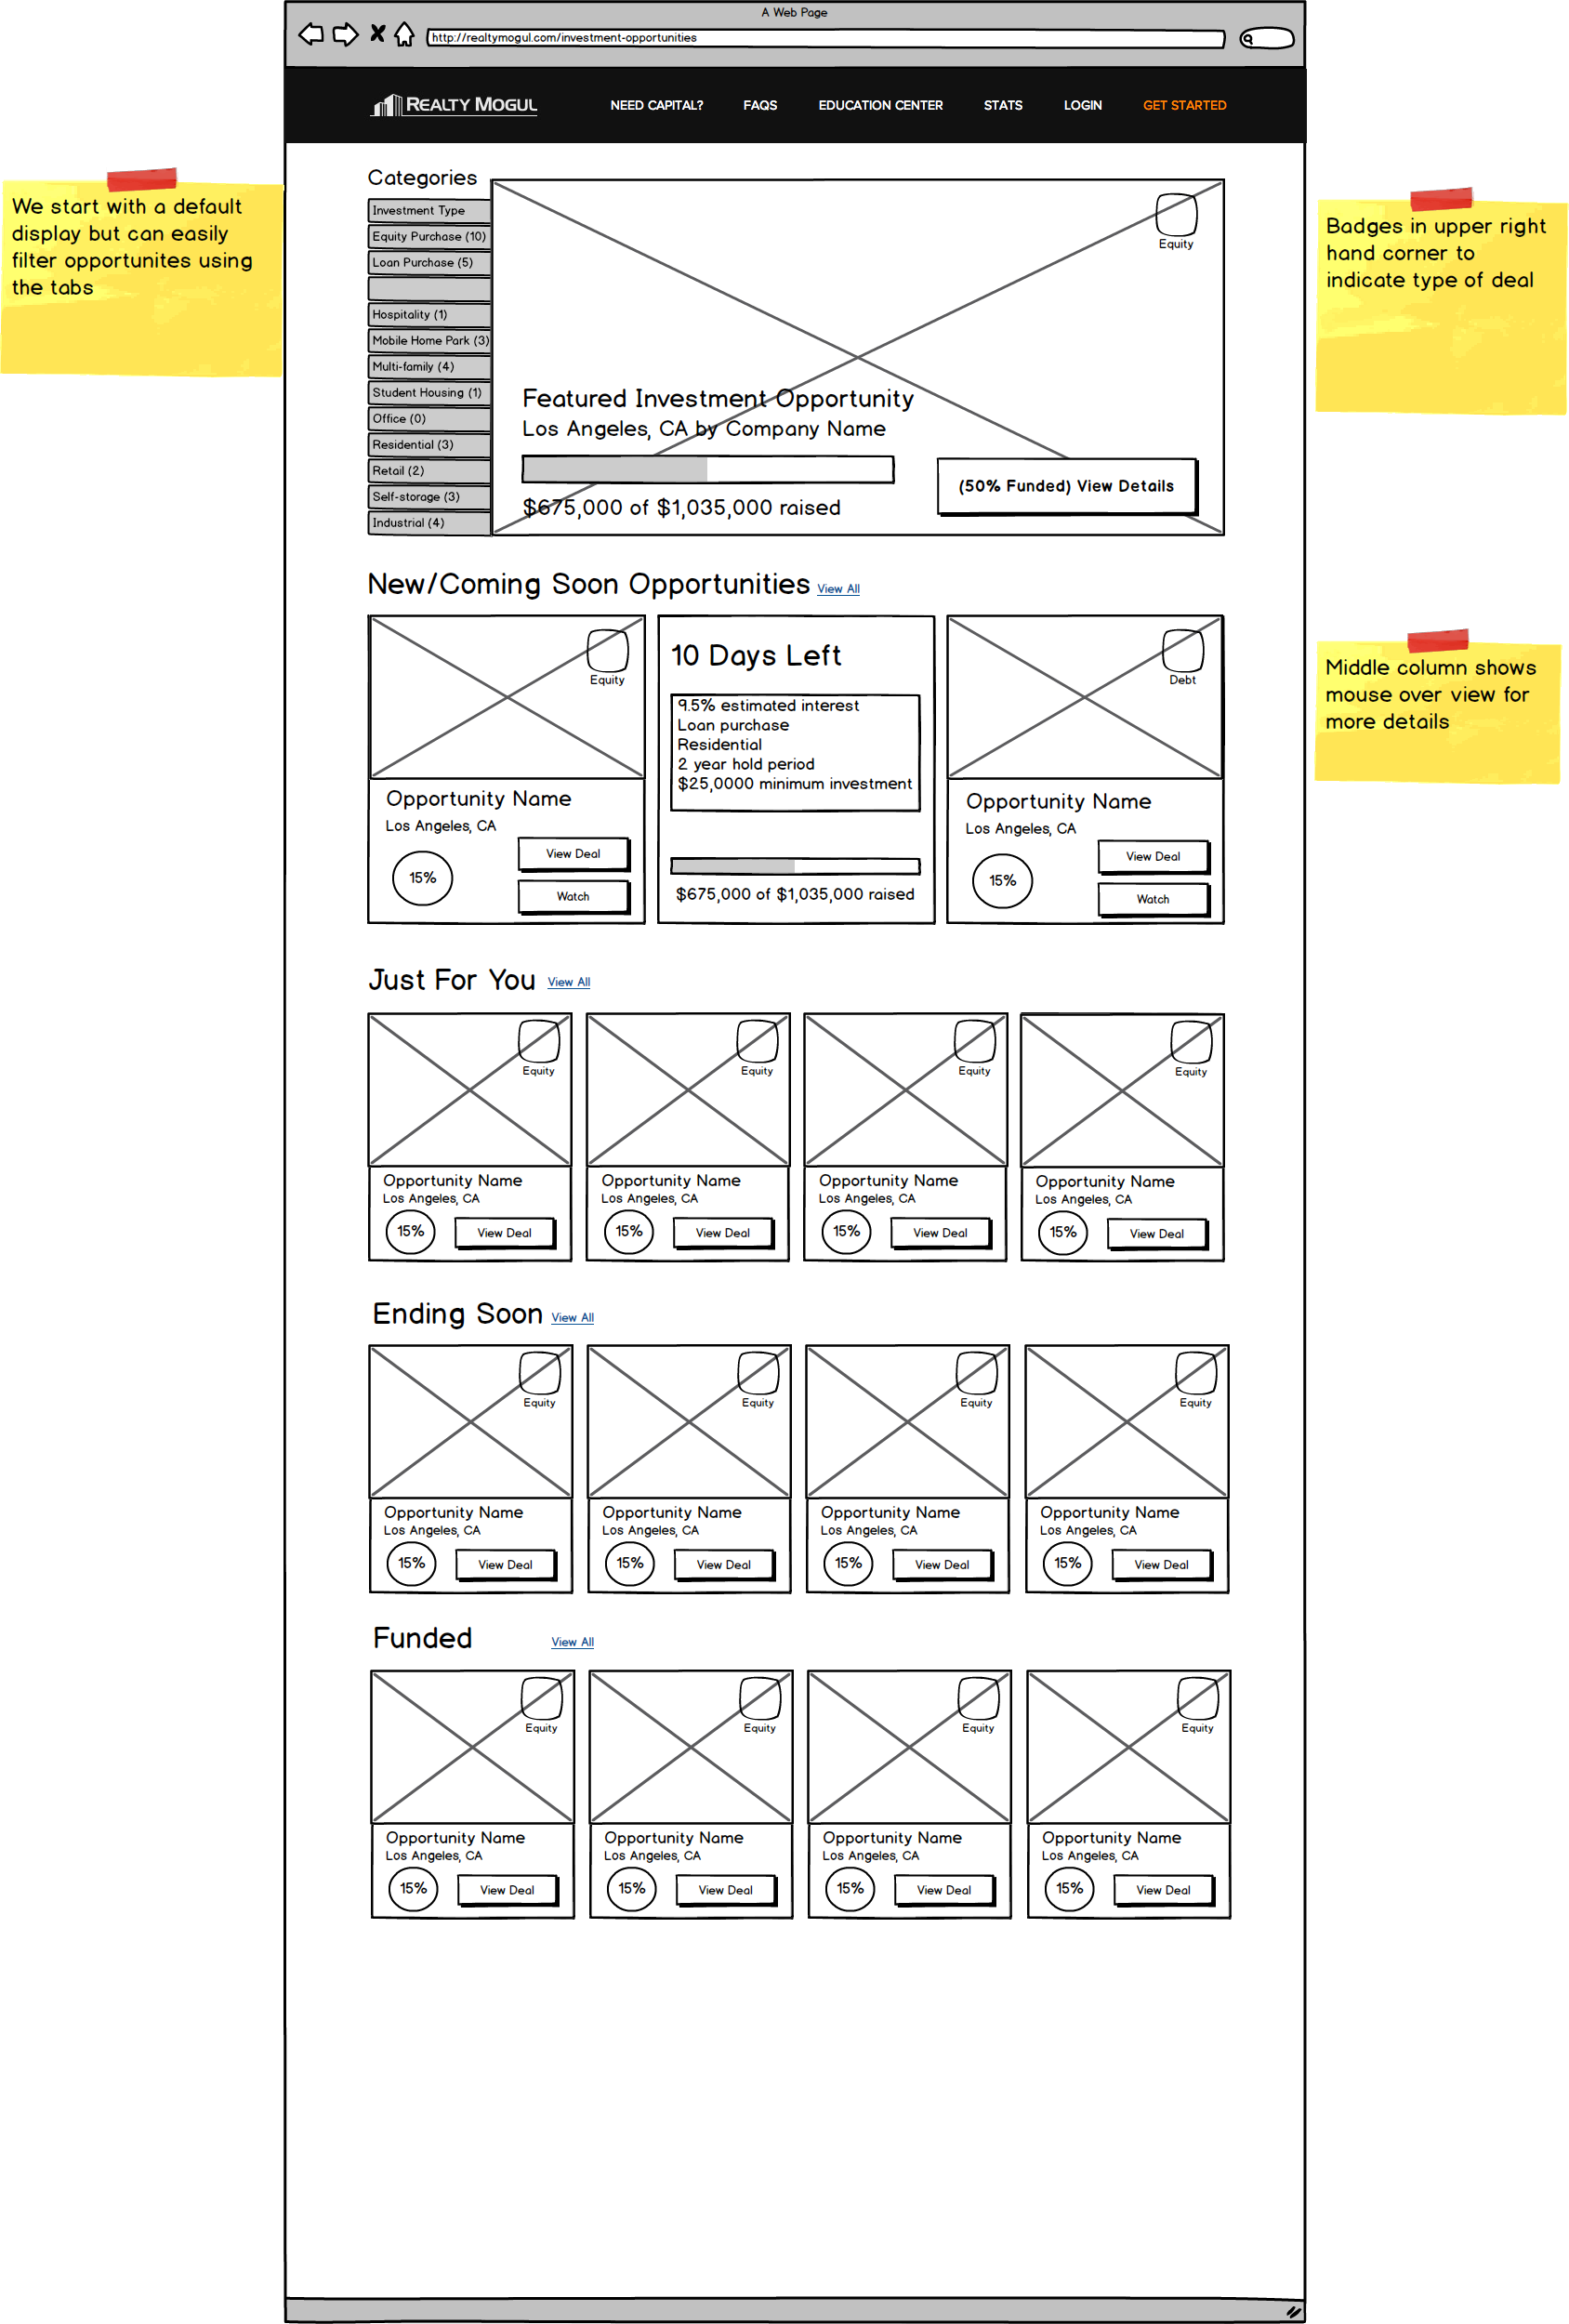 A Web Page
http://realtymogul.com/investment-opportunities
REALTY MOGUL
NEED CAPITAL?
FAQS
EDUCATION CENTER
STATS
LOGIN
GET STARTED
We start with a default
display but can easily
filter opportunites using
the tabs
Categories
Investment Type
Equity Purchase (10)
Loan Purchase (5)
Hospitality (1)
Mobile Home Park (3)
Multi-family (4)
Student Housing (1)
Office (0)
Residential (3)
Retail (2)
Self-storage (3)
Industrial (4)
Equity
Featured Investment Opportunity
Los Angeles, CA by Company Name
$675,000 of $1,035,000 raised
(50% Funded) View Details
Badges in upper right
hand corner to
indicate type of deal
New/Coming Soon Opportunities View All
Equity
Opportunity Name
Los Angeles, CA
15%
View Deal
Watch
10 Days Left
9.5% estimated interest
Loan purchase
Residential
2 year hold period
$25,0000 minimum investment
$675,000 of $1,035,000 raised
Debt
Opportunity Name
Los Angeles, CA
15%
View Deal
Watch
Middle column shows
mouse over view for
more details
Just For You View All
Equity
Opportunity Name
Los Angeles, CA
15% View Deal
Equity
Opportunity Name
Los Angeles, CA
15% View Deal
Equity
Opportunity Name
Los Angeles, CA
15% View Deal
Equity
Opportunity Name
Los Angeles, CA
15% View Deal
Ending Soon View All
Equity
Opportunity Name
Los Angeles, CA
15% View Deal
Equity
Opportunity Name
Los Angeles, CA
15% View Deal
Equity
Opportunity Name
Los Angeles, CA
15% View Deal
Equity
Opportunity Name
Los Angeles, CA
15% View Deal
Funded View All
Equity
Opportunity Name
Los Angeles, CA
15% View Deal
Equity
Opportunity Name
Los Angeles, CA
15% View Deal
Equity
Opportunity Name
Los Angeles, CA
15% View Deal
Equity
Opportunity Name
Los Angeles, CA
15% View Deal